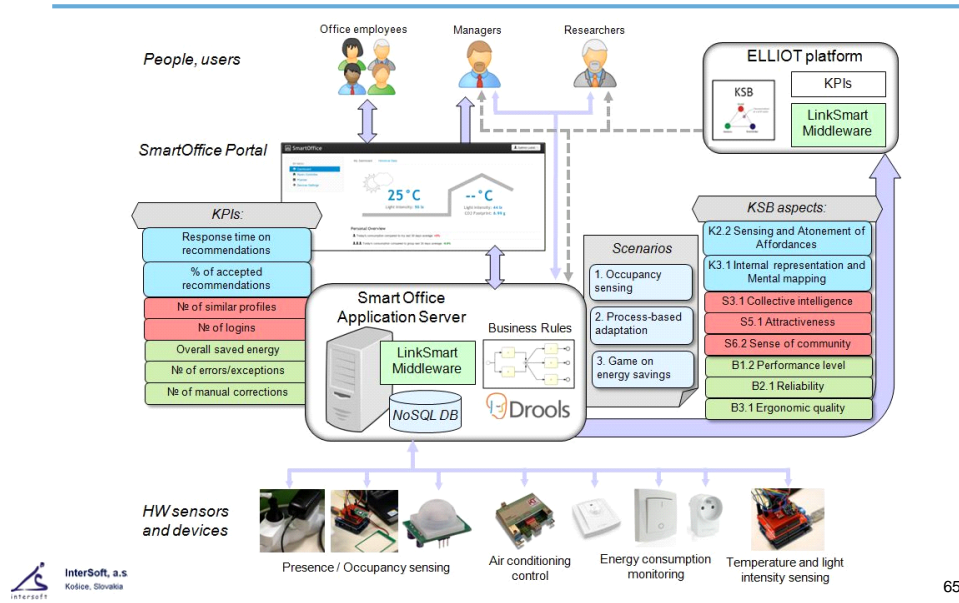 Office employees
Managers
Researchers
People, users
ELLIOT platform
KSB
KPIs
LinkSmart
Middleware
SmartOffice Portal
SmartOffice
25°C
--°C
Light Intensity:
Personal Overview
KPIs:
Response time on
recommendations
% of accepted
recommendations
№ of similar profiles
№ of logins
Overall saved energy
№ of errors/exceptions
№ of manual corrections
Smart Office
Application Server
LinkSmart
Middleware
NoSQL DB
Business Rules
Drools
Scenarios
1. Occupancy
sensing
2. Process-based
adaptation
3. Game on
energy savings
KSB aspects:
K2.2 Sensing and Atonement of
Affordances
K3.1 Internal representation and
Mental mapping
S3.1 Collective intelligence
S5.1 Attractiveness
S6.2 Sense of community
B1.2 Performance level
B2.1 Reliability
B3.1 Ergonomic quality
HW sensors
and devices
Presence / Occupancy sensing
Air conditioning
control
Energy consumption
monitoring
Temperature and light
intensity sensing
intersoft
InterSoft, a.s
Košice, Slovakia
65